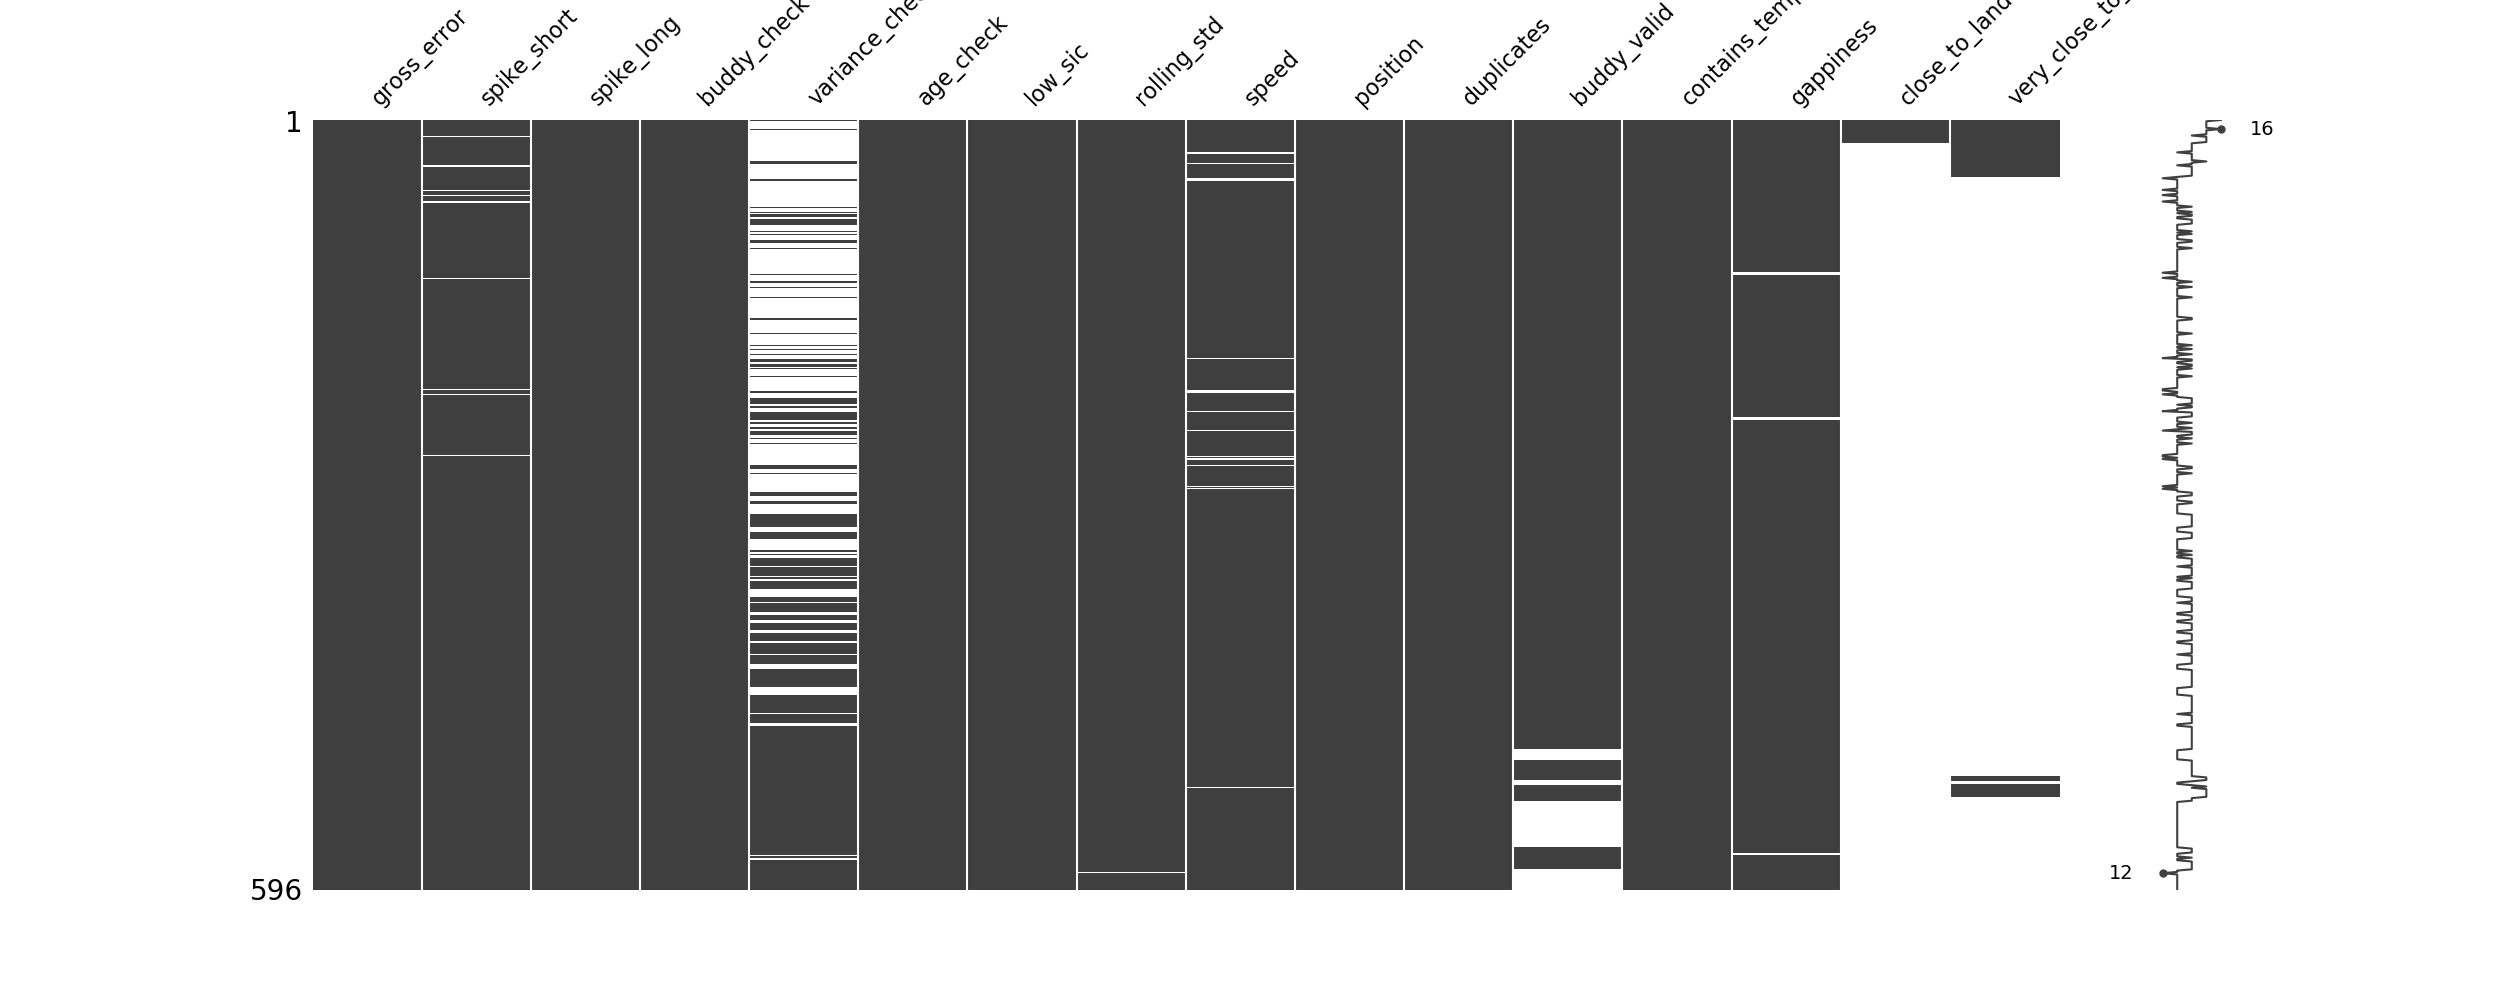 gross_error
spike_short
spike_long
buddy_check
variance_che
age_check
low_sic
rolling_std
speed
position
duplicates
buddy_valid
contains_temp
gappiness
close_to_land
very_close_to_
1
16
12
596